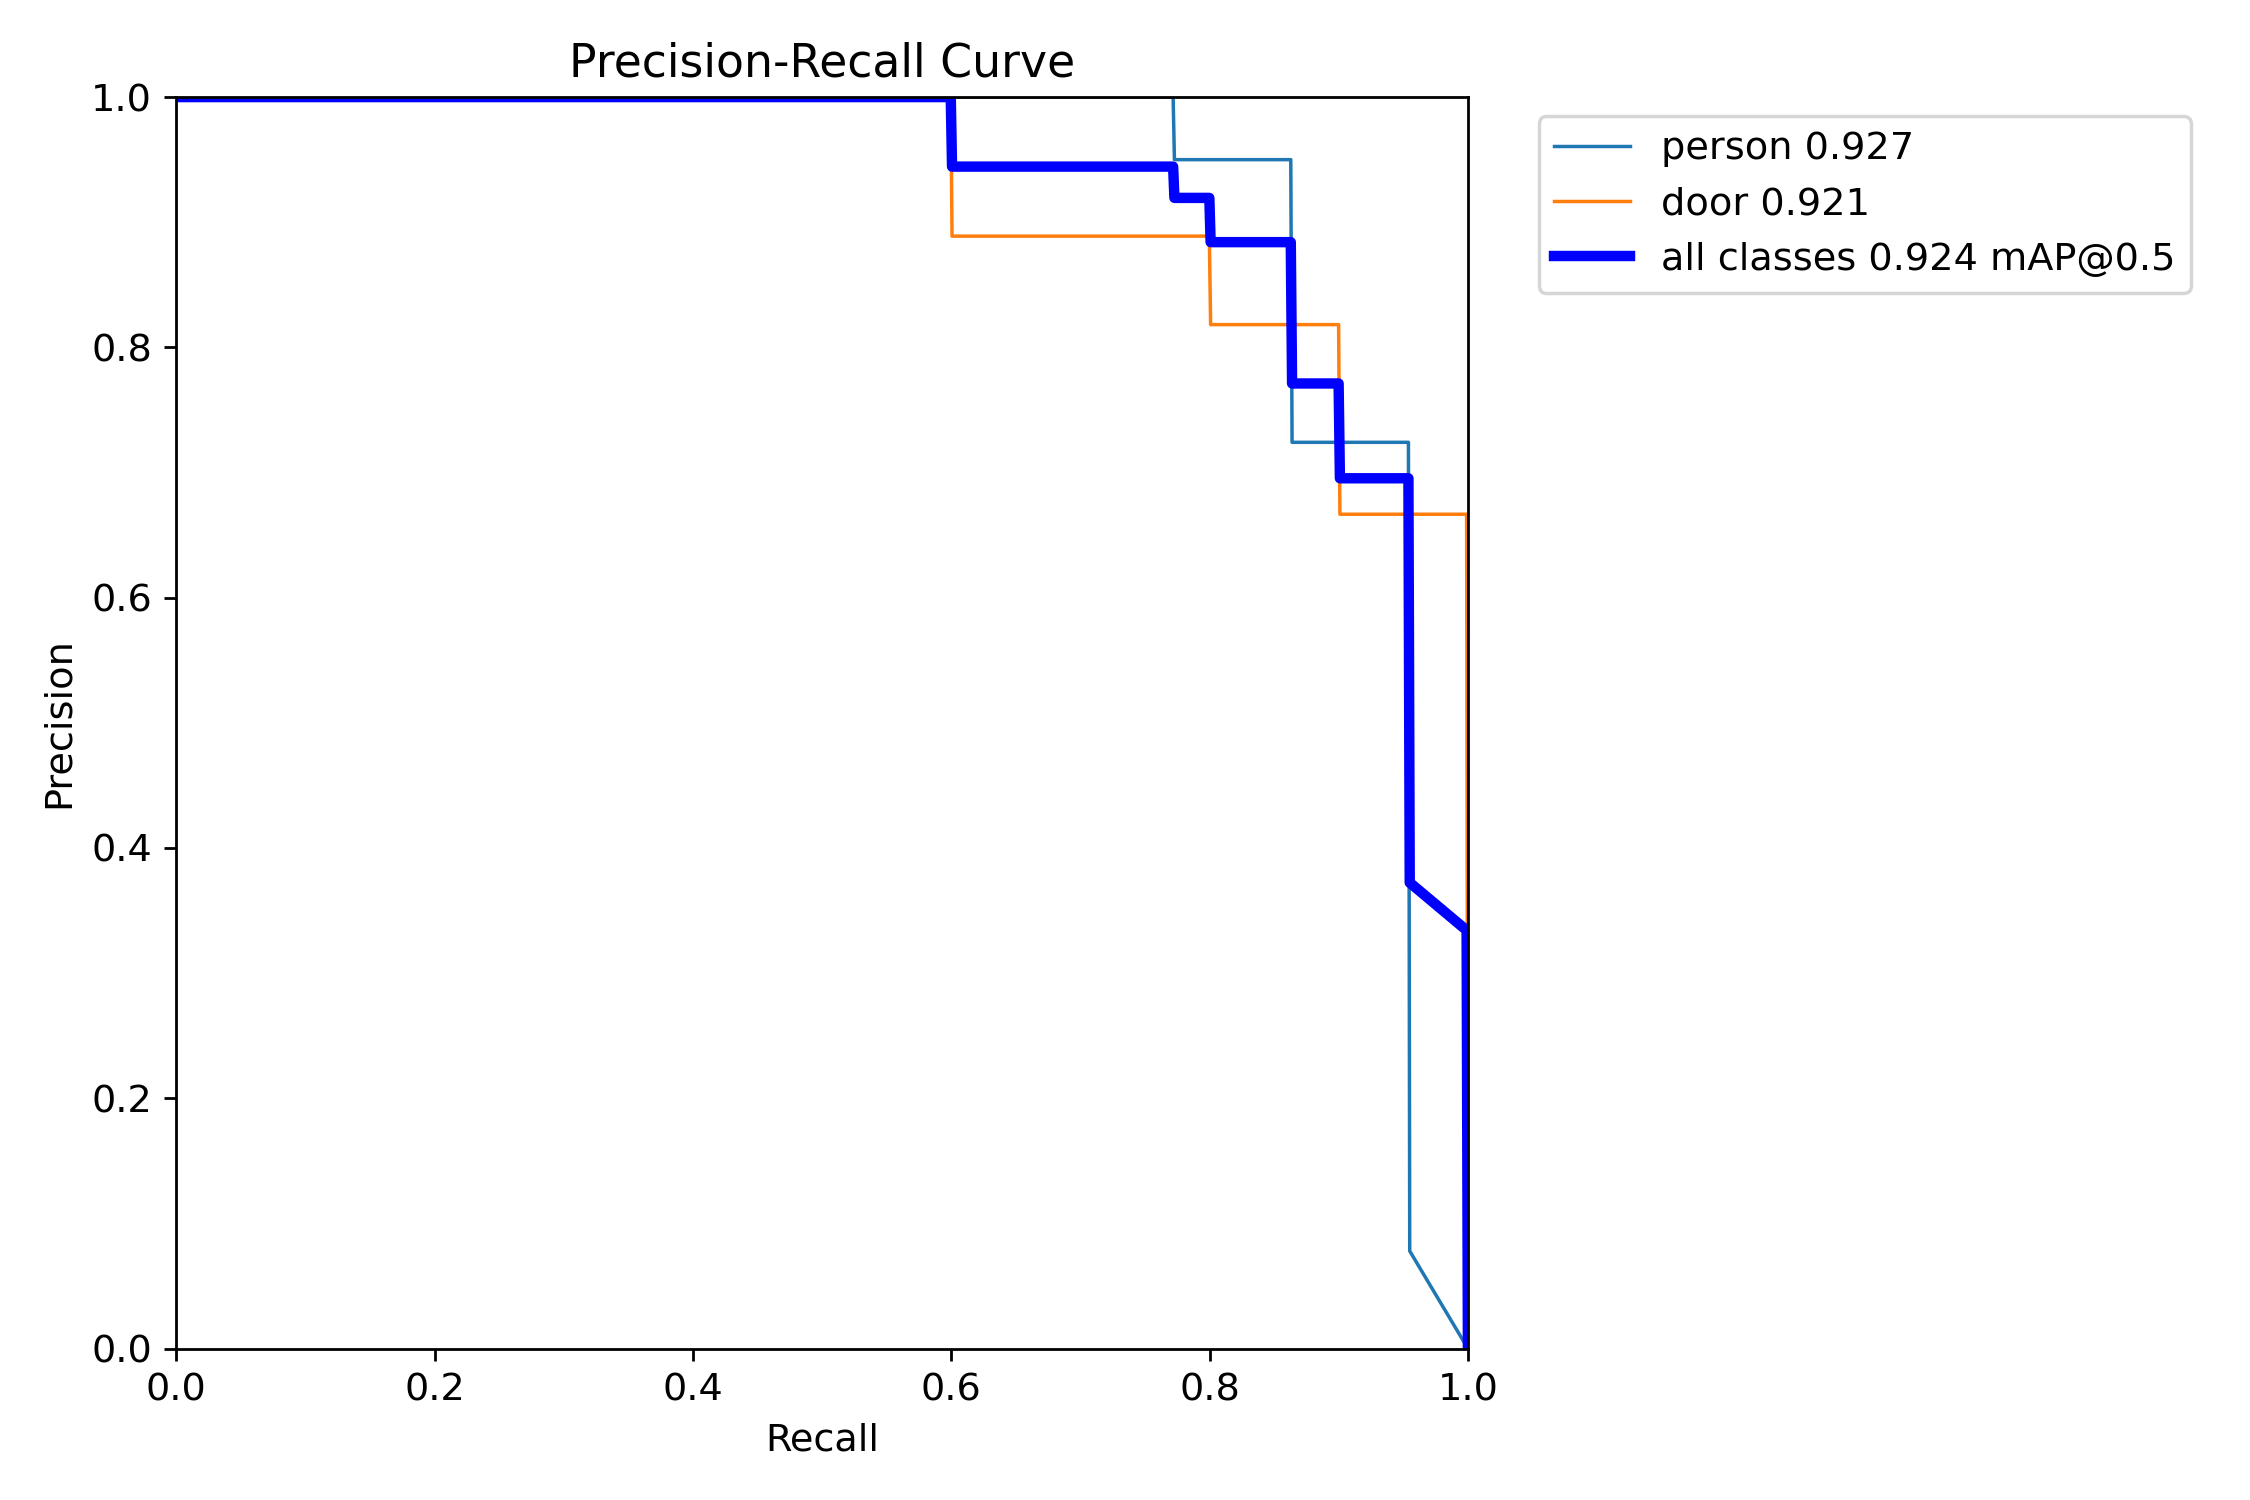 Precision-Recall Curve
1.0
0.8
0.6
0.4
0.2
0.0
Precision
0.0 0.2 0.4 0.6 0.8 1.0
Recall
person 0.927
door 0.921
all classes 0.924 mAP@0.5